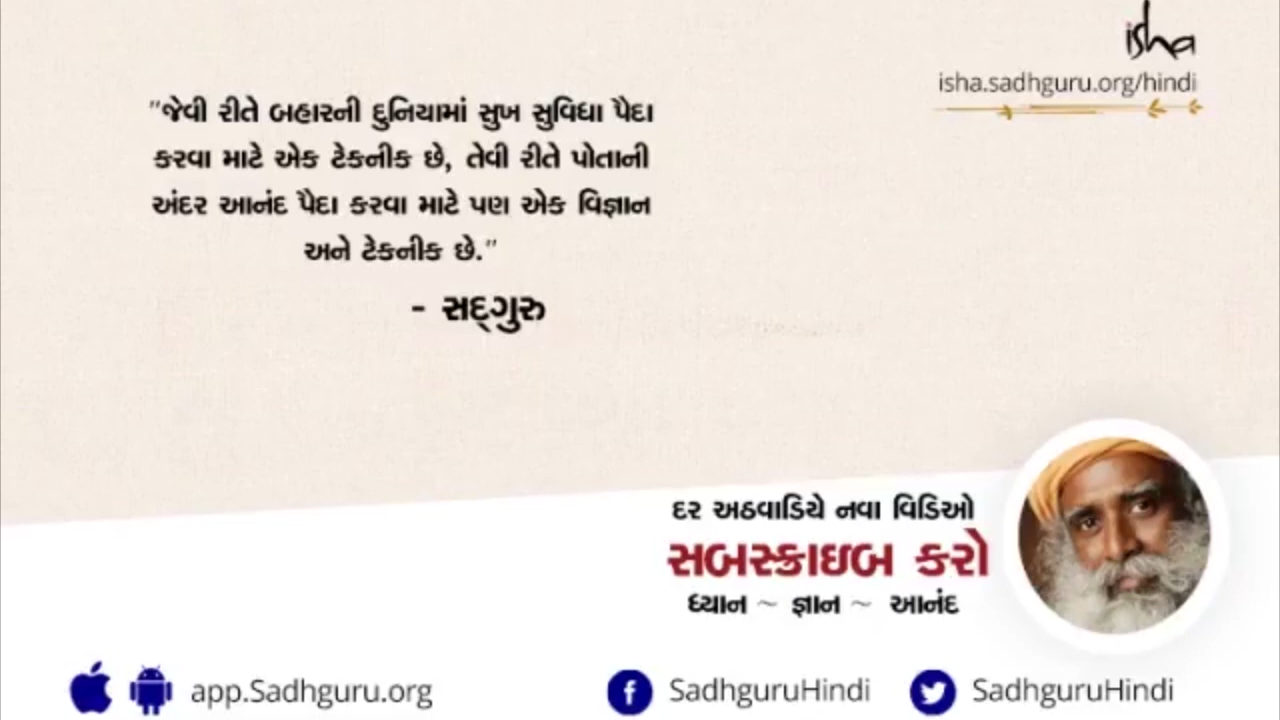 isha
isha.sadhguru.org/hindi
"જેવી રીતે બહારની દુનિયામાં સુખ સુવિધા પૈદા
કરવા માટે એક ટેકનીક છે, તેવી રીતે પોતાની
અંદર આનંદ પૈદા કરવા માટે પણ એક વિજ્ઞાન
અને ટેકનીક છે."
- સદ્‌ગુરુ
દર અઠવાડિયે નવા વિડિઓ
સબસ્ક્રાઇબ કરો
ધ્યાન ~ જ્ઞાન ~ આનંદ
app.Sadhguru.org
SadhguruHindi
SadhguruHindi